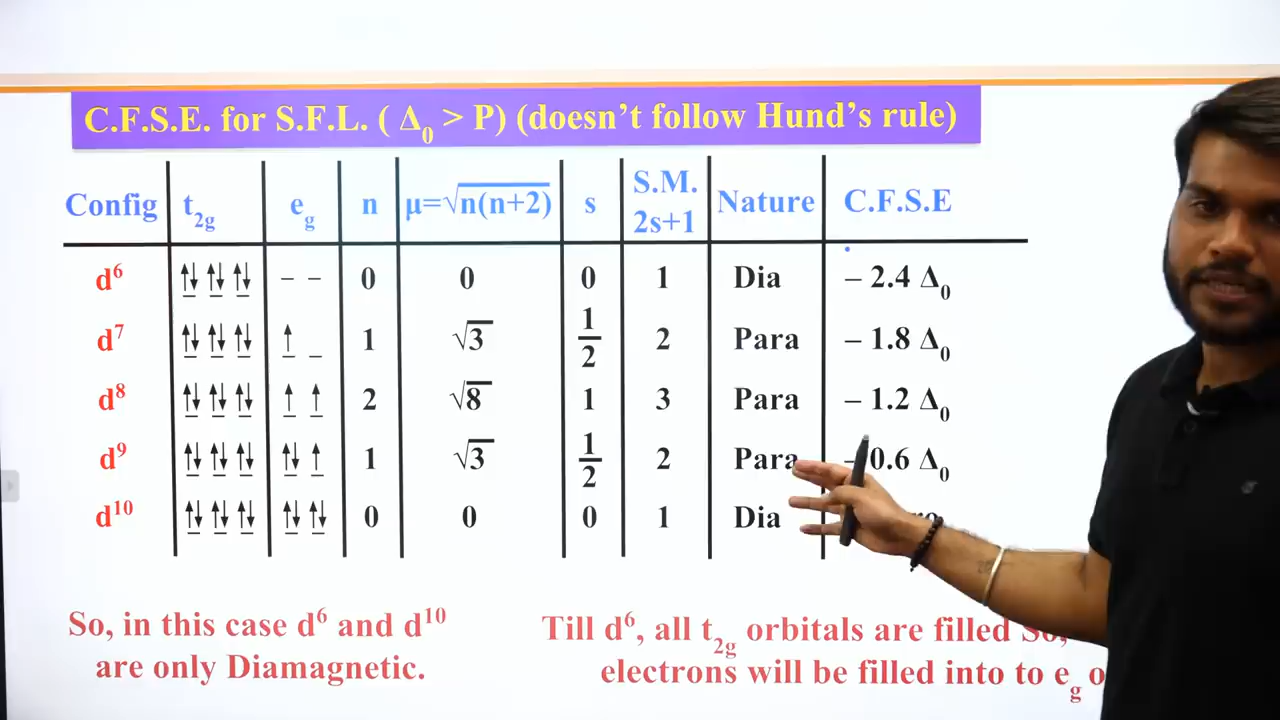 C.F.S.E. for S.F.L. ( Δ₀ > P) (doesn't follow Hund's rule)
Config t₂g eg n μ=√n(n+2) s S.M. 2s+1 Nature C.F.S.E
d⁶ ↑↓ ↑↓ ↑↓ – – 0 0 0 1 Dia – 2.4 Δ₀
d⁷ ↑↓ ↑↓ ↑↓ ↑ _ 1 √3 1/2 2 Para – 1.8 Δ₀
d⁸ ↑↓ ↑↓ ↑↓ ↑ ↑ 2 √8 1 3 Para – 1.2 Δ₀
d⁹ ↑↓ ↑↓ ↑↓ ↑↓ ↑ 1 √3 1/2 2 Para – 0.6 Δ₀
d¹⁰ ↑↓ ↑↓ ↑↓ ↑↓ ↑↓ 0 0 0 1 Dia
So, in this case d⁶ and d¹⁰
are only Diamagnetic.
Till d⁶, all t₂g orbitals are filled So,
electrons will be filled into to eg